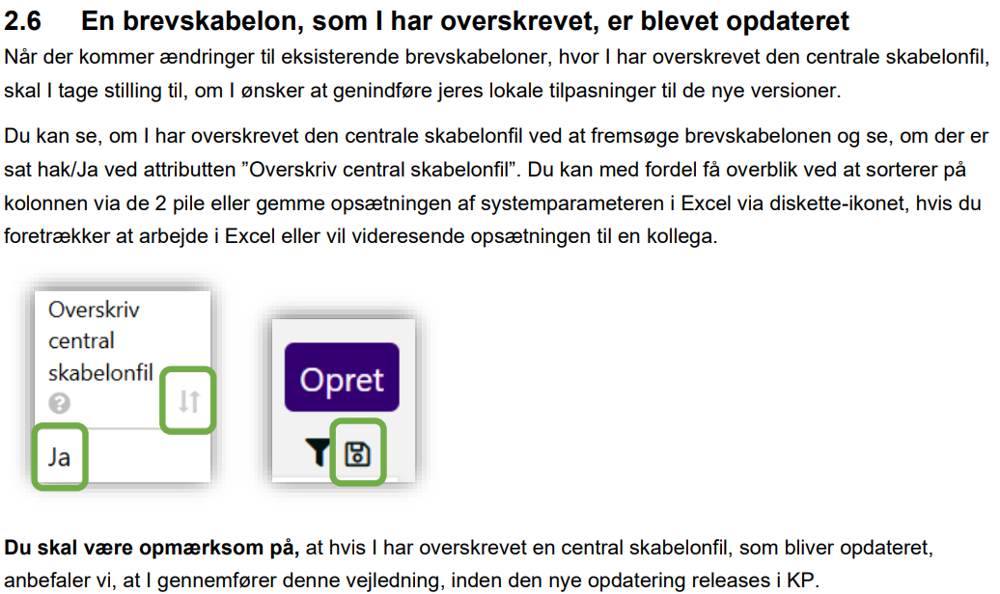 2.6 En brevskabelon, som I har overskrevet, er blevet opdateret
Når der kommer ændringer til eksisterende brevskabeloner, hvor I har overskrevet den centrale skabelonfil,
skal I tage stilling til, om I ønsker at genindføre jeres lokale tilpasninger til de nye versioner.
Du kan se, om I har overskrevet den centrale skabelonfil ved at fremsøge brevskabelonen og se, om der er
sat hak/Ja ved attributten ”Overskriv central skabelonfil”. Du kan med fordel få overblik ved at sorterer på
kolonnen via de 2 pile eller gemme opsætningen af systemparameteren i Excel via diskette-ikonet, hvis du
foretrækker at arbejde i Excel eller vil videresende opsætningen til en kollega.
Overskriv
central
skabelonfil
?
Ja
Opret
Du skal være opmærksom på, at hvis I har overskrevet en central skabelonfil, som bliver opdateret,
anbefaler vi, at I gennemfører denne vejledning, inden den nye opdatering releases i KP.